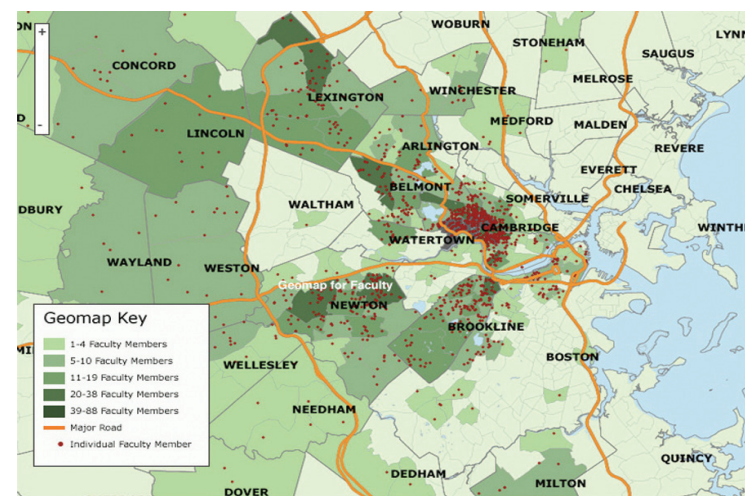 WOBURN
STONEHAM
LYNN
SAUGUS
CONCORD
MELROSE
LEXINGTON
WINCHESTER
MEDFORD
MALDEN
LINCOLN
ARLINGTON
REVERE
EVERETT
BELMONT
CHELSEA
SOMERVILLE
WALTHAM
DBURY
CAMBRIDGE
WINTH
WATERTOWN
WAYLAND
WESTON
Geomap for Faculty
NEWTON
BROOKLINE
Geomap Key
1-4 Faculty Members
5-10 Faculty Members
11-19 Faculty Members
20-38 Faculty Members
39-88 Faculty Members
Major Road
Individual Faculty Member
BOSTON
WELLESLEY
NEEDHAM
QUINCY
DEDHAM
MILTON
DOVER